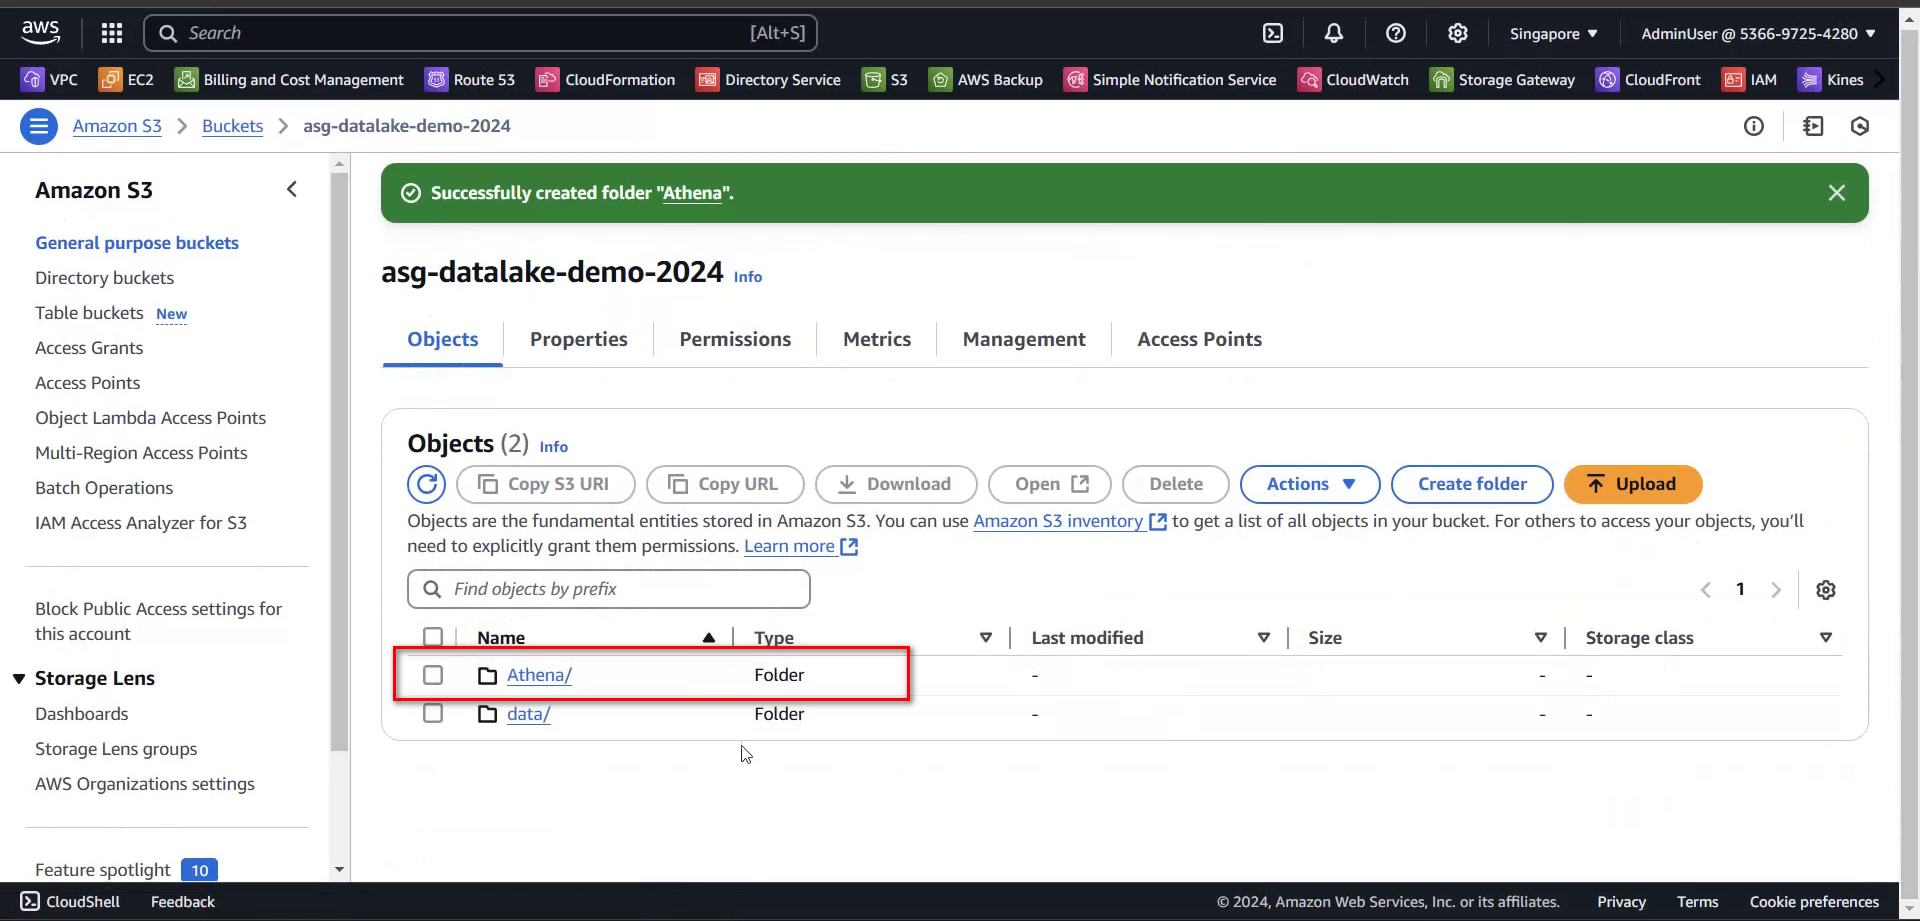 aws
Search
[Alt+S]
Singapore ▼
AdminUser @ 5366-9725-4280 ▼
VPC
EC2
Billing and Cost Management
Route 53
CloudFormation
Directory Service
S3
AWS Backup
Simple Notification Service
CloudWatch
Storage Gateway
CloudFront
IAM
Kines
Amazon S3 > Buckets > asg-datalake-demo-2024
Amazon S3
General purpose buckets
Directory buckets
Table buckets New
Access Grants
Access Points
Object Lambda Access Points
Multi-Region Access Points
Batch Operations
IAM Access Analyzer for S3
Block Public Access settings for
this account
Storage Lens
Dashboards
Storage Lens groups
AWS Organizations settings
Feature spotlight 10
Successfully created folder "Athena".
asg-datalake-demo-2024 Info
Objects
Properties
Permissions
Metrics
Management
Access Points
Objects (2) Info
Copy S3 URI
Copy URL
Download
Open
Delete
Actions ▼
Create folder
Upload
Objects are the fundamental entities stored in Amazon S3. You can use Amazon S3 inventory to get a list of all objects in your bucket. For others to access your objects, you'll
need to explicitly grant them permissions. Learn more
Find objects by prefix
1
Name
Type
Last modified
Size
Storage class
Athena/ Folder - - -
data/ Folder - - -
CloudShell
Feedback
© 2024, Amazon Web Services, Inc. or its affiliates.
Privacy
Terms
Cookie preferences